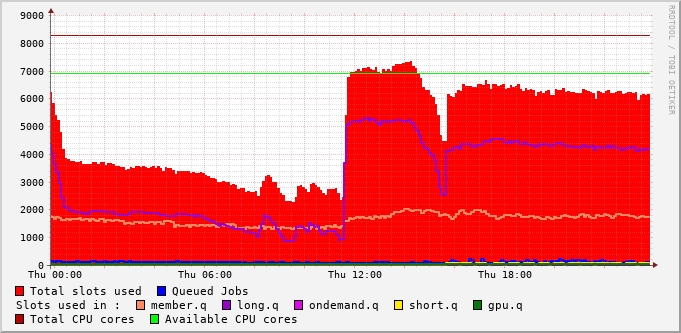 9000
8000
7000
6000
5000
4000
3000
2000
1000
0
Thu 00:00 Thu 06:00 Thu 12:00 Thu 18:00
RRDTOOL / TOBI OETIKER
Total slots used Queued Jobs
Slots used in : member.q long.q ondemand.q short.q gpu.q
Total CPU cores Available CPU cores